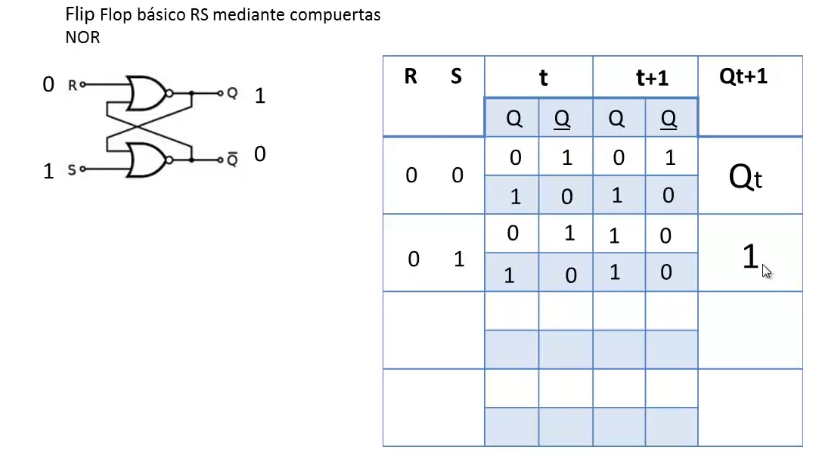 Flip Flop básico RS mediante compuertas
NOR
0 R Q 1
1 S Q̅ 0
R S t t+1 Qt+1
Q Q Q Q
0 1 0 1
0 0 Qt
1 0 1 0
0 1 1 0
0 1 1
1 0 1 0